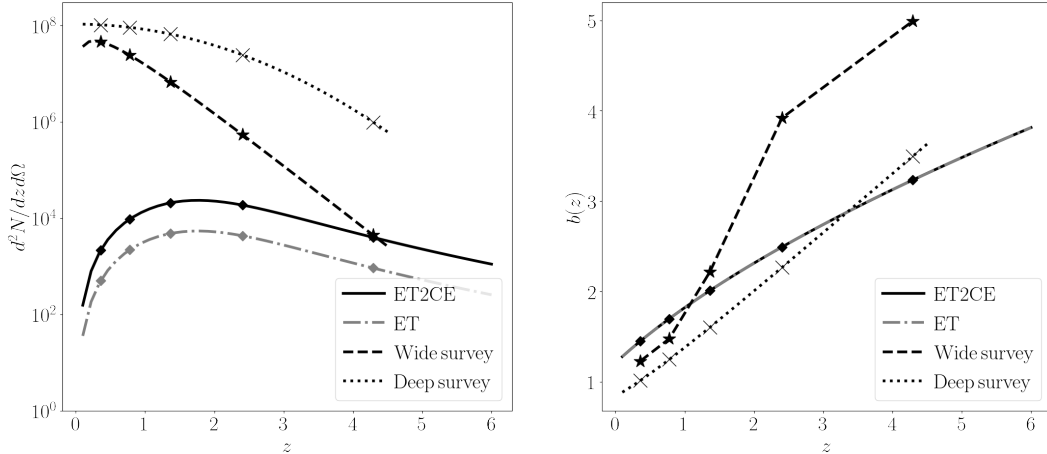 10^8
10^6
10^4
10^2
10^0
d^2N/dzdΩ
0 1 2 3 4 5 6
z
ET2CE
ET
Wide survey
Deep survey
5
4
3
2
1
b(z)
0 1 2 3 4 5 6
z
ET2CE
ET
Wide survey
Deep survey